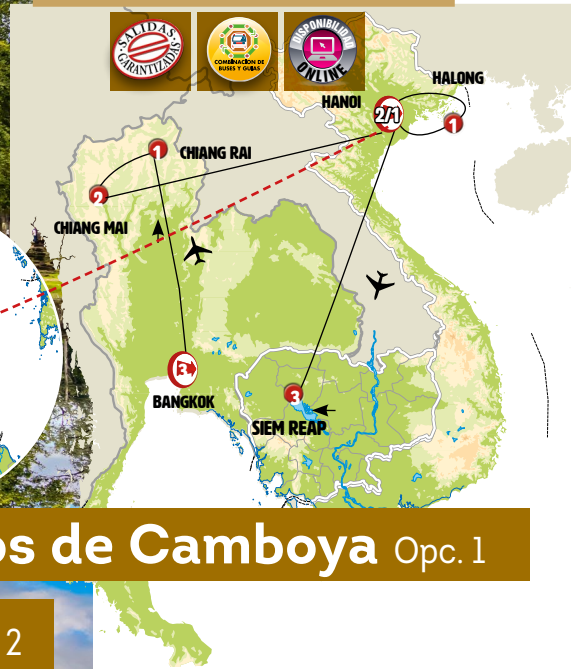 SALIDAS
GARANTIZADAS
COMBINACIÓN DE
BUSES Y GUÍAS
DISPONIBILIDAD
ONLINE
HALONG
HANOI
2/1
1
1
CHIANG RAI
2
CHIANG MAI
3
BANGKOK
3
SIEM REAP
os de Camboya Opc. 1
2